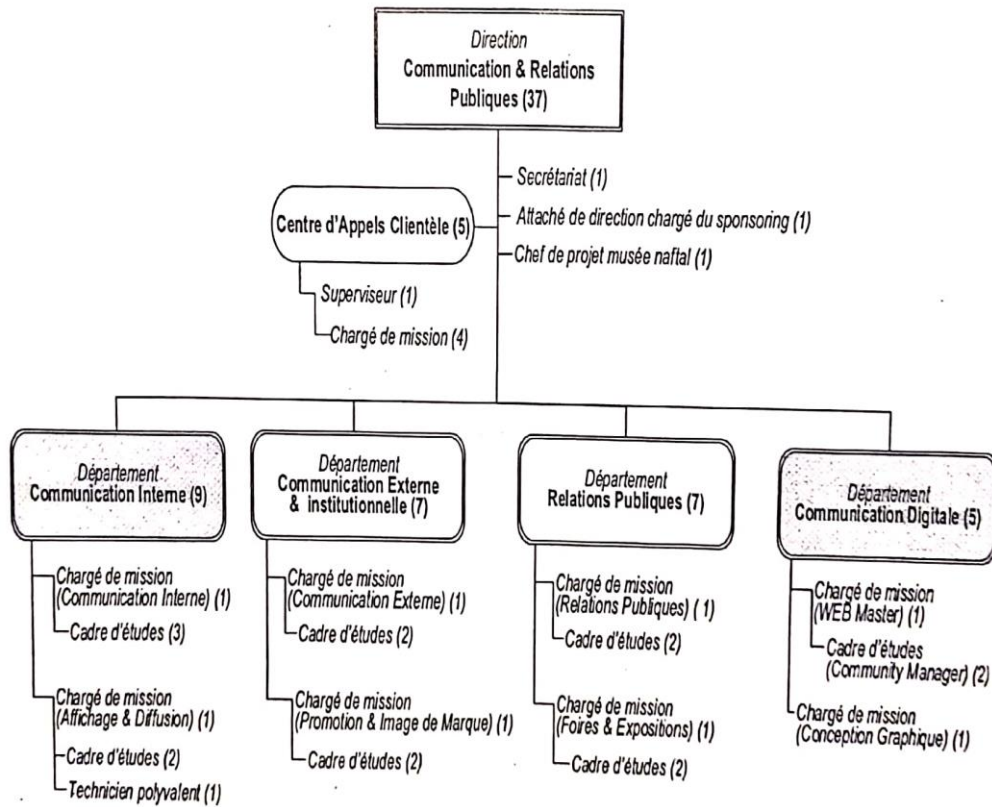 Direction
Communication & Relations
Publiques (37)
Secrétariat (1)
Centre d'Appels Clientèle (5)
Attaché de direction chargé du sponsoring (1)
Chef de projet musée naftal (1)
Superviseur (1)
Chargé de mission (4)
Département
Communication Interne (9)
Chargé de mission
(Communication Interne) (1)
Cadre d'études (3)
Chargé de mission
(Affichage & Diffusion) (1)
Cadre d'études (2)
Technicien polyvalent (1)
Département
Communication Externe
& institutionnelle (7)
Chargé de mission
(Communication Externe) (1)
Cadre d'études (2)
Chargé de mission
(Promotion & Image de Marque) (1)
Cadre d'études (2)
Département
Relations Publiques (7)
Chargé de mission
(Relations Publiques) (1)
Cadre d'études (2)
Chargé de mission
(Foires & Expositions) (1)
Cadre d'études (2)
Département
Communication Digitale (5)
Chargé de mission
(WEB Master) (1)
Cadre d'études
(Community Manager) (2)
Chargé de mission
(Conception Graphique) (1)